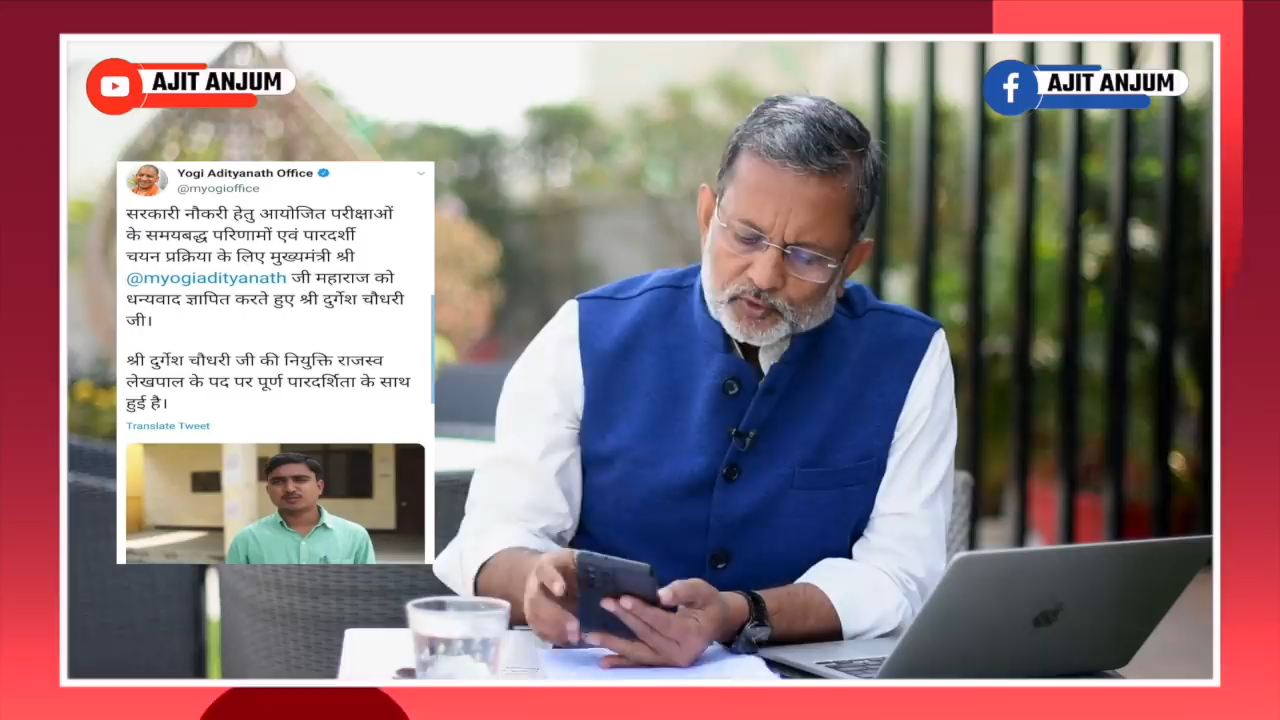 AJIT ANJUM
AJIT ANJUM
Yogi Adityanath Office
@myogioffice
सरकारी नौकरी हेतु आयोजित परीक्षाओं
के समयबद्ध परिणामों एवं पारदर्शी
चयन प्रक्रिया के लिए मुख्यमंत्री श्री
@myogiadityanath जी महाराज को
धन्यवाद ज्ञापित करते हुए श्री दुर्गेश चौधरी
जी।
श्री दुर्गेश चौधरी जी की नियुक्ति राजस्व
लेखपाल के पद पर पूर्ण पारदर्शिता के साथ
हुई है।
Translate Tweet